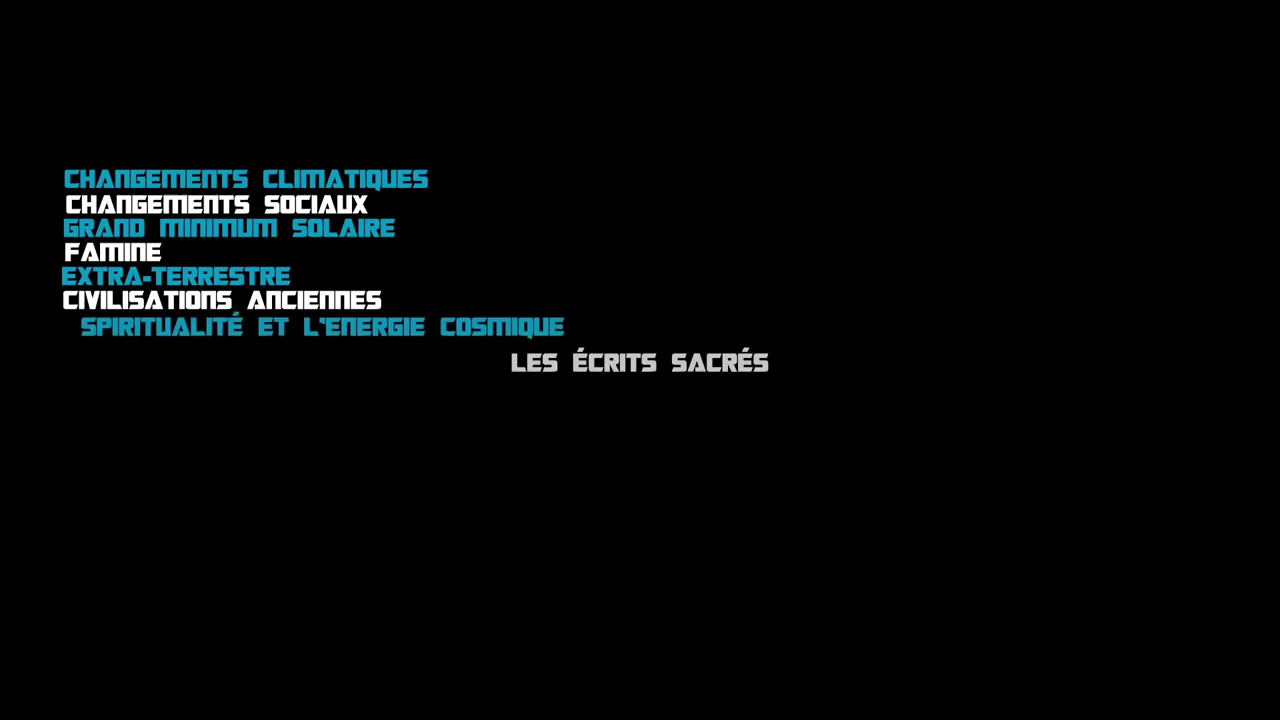 CHANGEMENTS CLIMATIQUES
CHANGEMENTS SOCIAUX
GRAND MINIMUM SOLAIRE
FAMINE
EXTRA-TERRESTRE
CIVILISATIONS ANCIENNES
SPIRITUALITÉ ET L'ENERGIE COSMIQUE
LES ÉCRITS SACRÉS